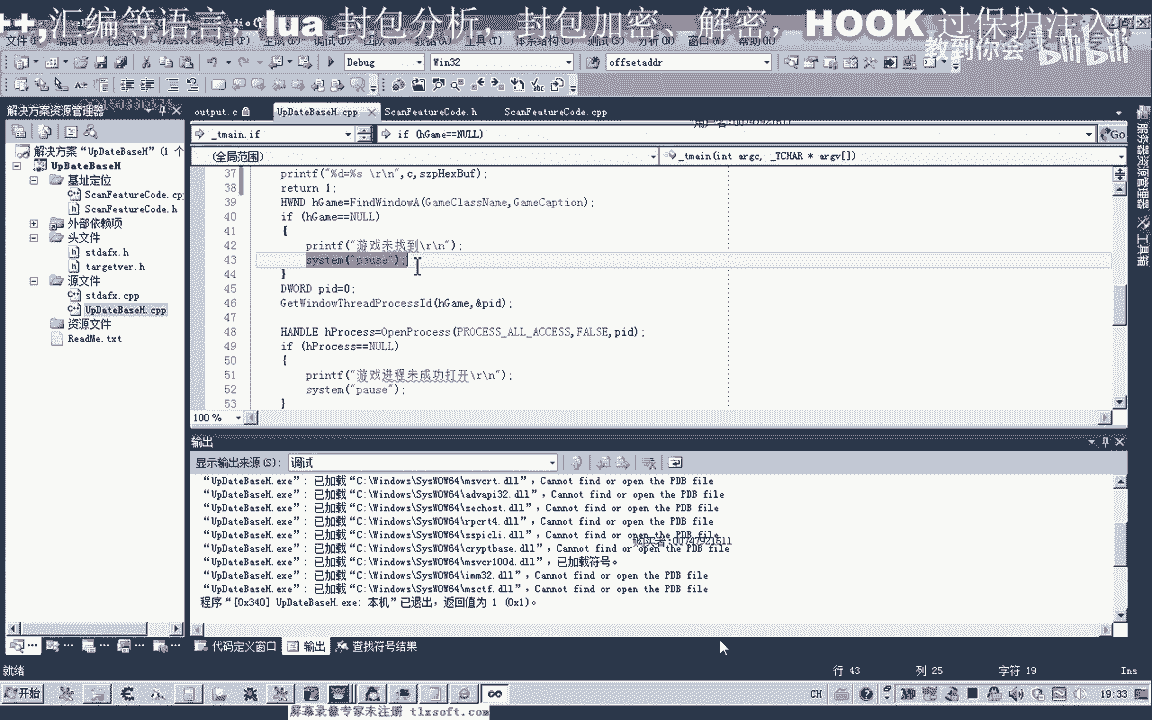 ++,汇编等语言，lua 封包分析，封包加密、解密，HOOK 过保护注入
教到你会 bilibili
Debug Win32 offsetaddr
解决方案资源管理器
output.c UpDateBaseH.cpp ScanFeatureCode.h ScanFeatureCode.cpp
_tmain.if if (hGame==NULL) Go
(全局范围) _tmain(int argc, _TCHAR * argv[])
解决方案"UpDateBaseH" (1 个
UpDateBaseH
基址定位
ScanFeatureCode.cp
ScanFeatureCode.h
外部依赖项
头文件
stdafx.h
targetver.h
源文件
stdafx.cpp
UpDateBaseH.cpp
资源文件
ReadMe.txt
37 printf("%d=%s \r\n",c,szpHexBuf);
38 return 1;
39 HWND hGame=FindWindowA(GameClassName,GameCaption);
40 if (hGame==NULL)
41 {
42 printf("游戏未找到\r\n");
43 system("pause");
44 }
45 DWORD pid=0;
46 GetWindowThreadProcessId(hGame,&pid);
47
48 HANDLE hProcess=OpenProcess(PROCESS_ALL_ACCESS,FALSE,pid);
49 if (hProcess==NULL)
50 {
51 printf("游戏进程未成功打开\r\n");
52 system("pause");
53 }
100 %
服务器资源管理器
工具箱
输出
显示输出来源(S): 调试
"UpDateBaseH.exe": 已加载"C:\Windows\SysWOW64\msvcrt.dll", Cannot find or open the PDB file
"UpDateBaseH.exe": 已加载"C:\Windows\SysWOW64\advapi32.dll", Cannot find or open the PDB file
"UpDateBaseH.exe": 已加载"C:\Windows\SysWOW64\sechost.dll", Cannot find or open the PDB file
"UpDateBaseH.exe": 已加载"C:\Windows\SysWOW64\rpcrt4.dll", Cannot find or open the PDB file
"UpDateBaseH.exe": 已加载"C:\Windows\SysWOW64\sspicli.dll", Cannot find or open the PDB file
"UpDateBaseH.exe": 已加载"C:\Windows\SysWOW64\cryptbase.dll", Cannot find or open the PDB file
"UpDateBaseH.exe": 已加载"C:\Windows\SysWOW64\msvcr100d.dll", 已加载符号。
"UpDateBaseH.exe": 已加载"C:\Windows\SysWOW64\imm32.dll", Cannot find or open the PDB file
"UpDateBaseH.exe": 已加载"C:\Windows\SysWOW64\msctf.dll", Cannot find or open the PDB file
程序"[0x340] UpDateBaseH.exe: 本机"已退出，返回值为 1 (0x1)。
代码定义窗口 输出 查找符号结果
就绪 行 43 列 25 字符 19 Ins
开始 CH 19:33
屏幕录像专家未注册 tlxsoft.com